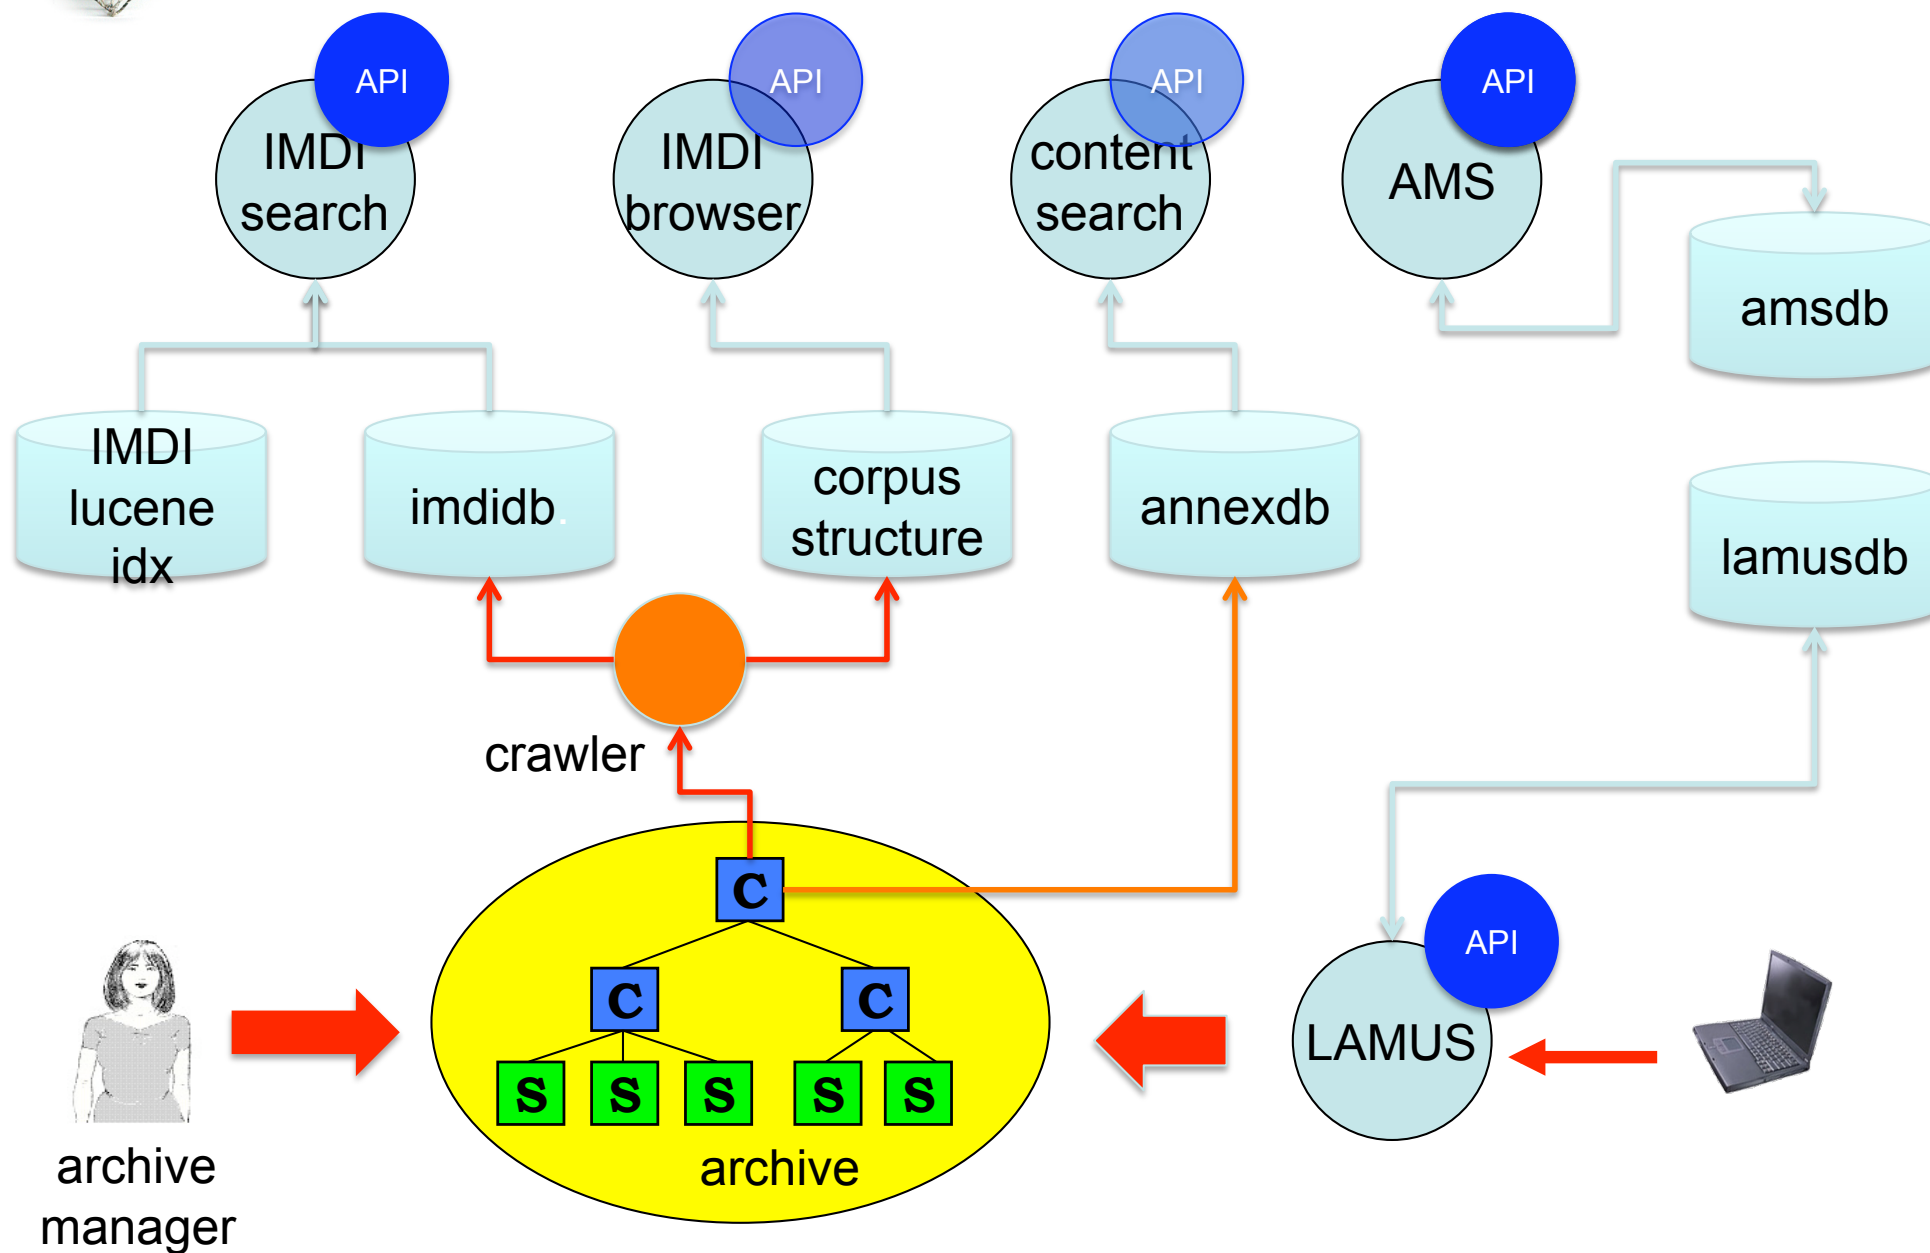 API
API
API
API
IMDI
search
IMDI
browser
content
search
AMS
amsdb
IMDI
lucene
idx
imdidb.
corpus
structure
annexdb
lamusdb
crawler
C
API
C
C
LAMUS
S
S
S
S
S
archive
archive
manager